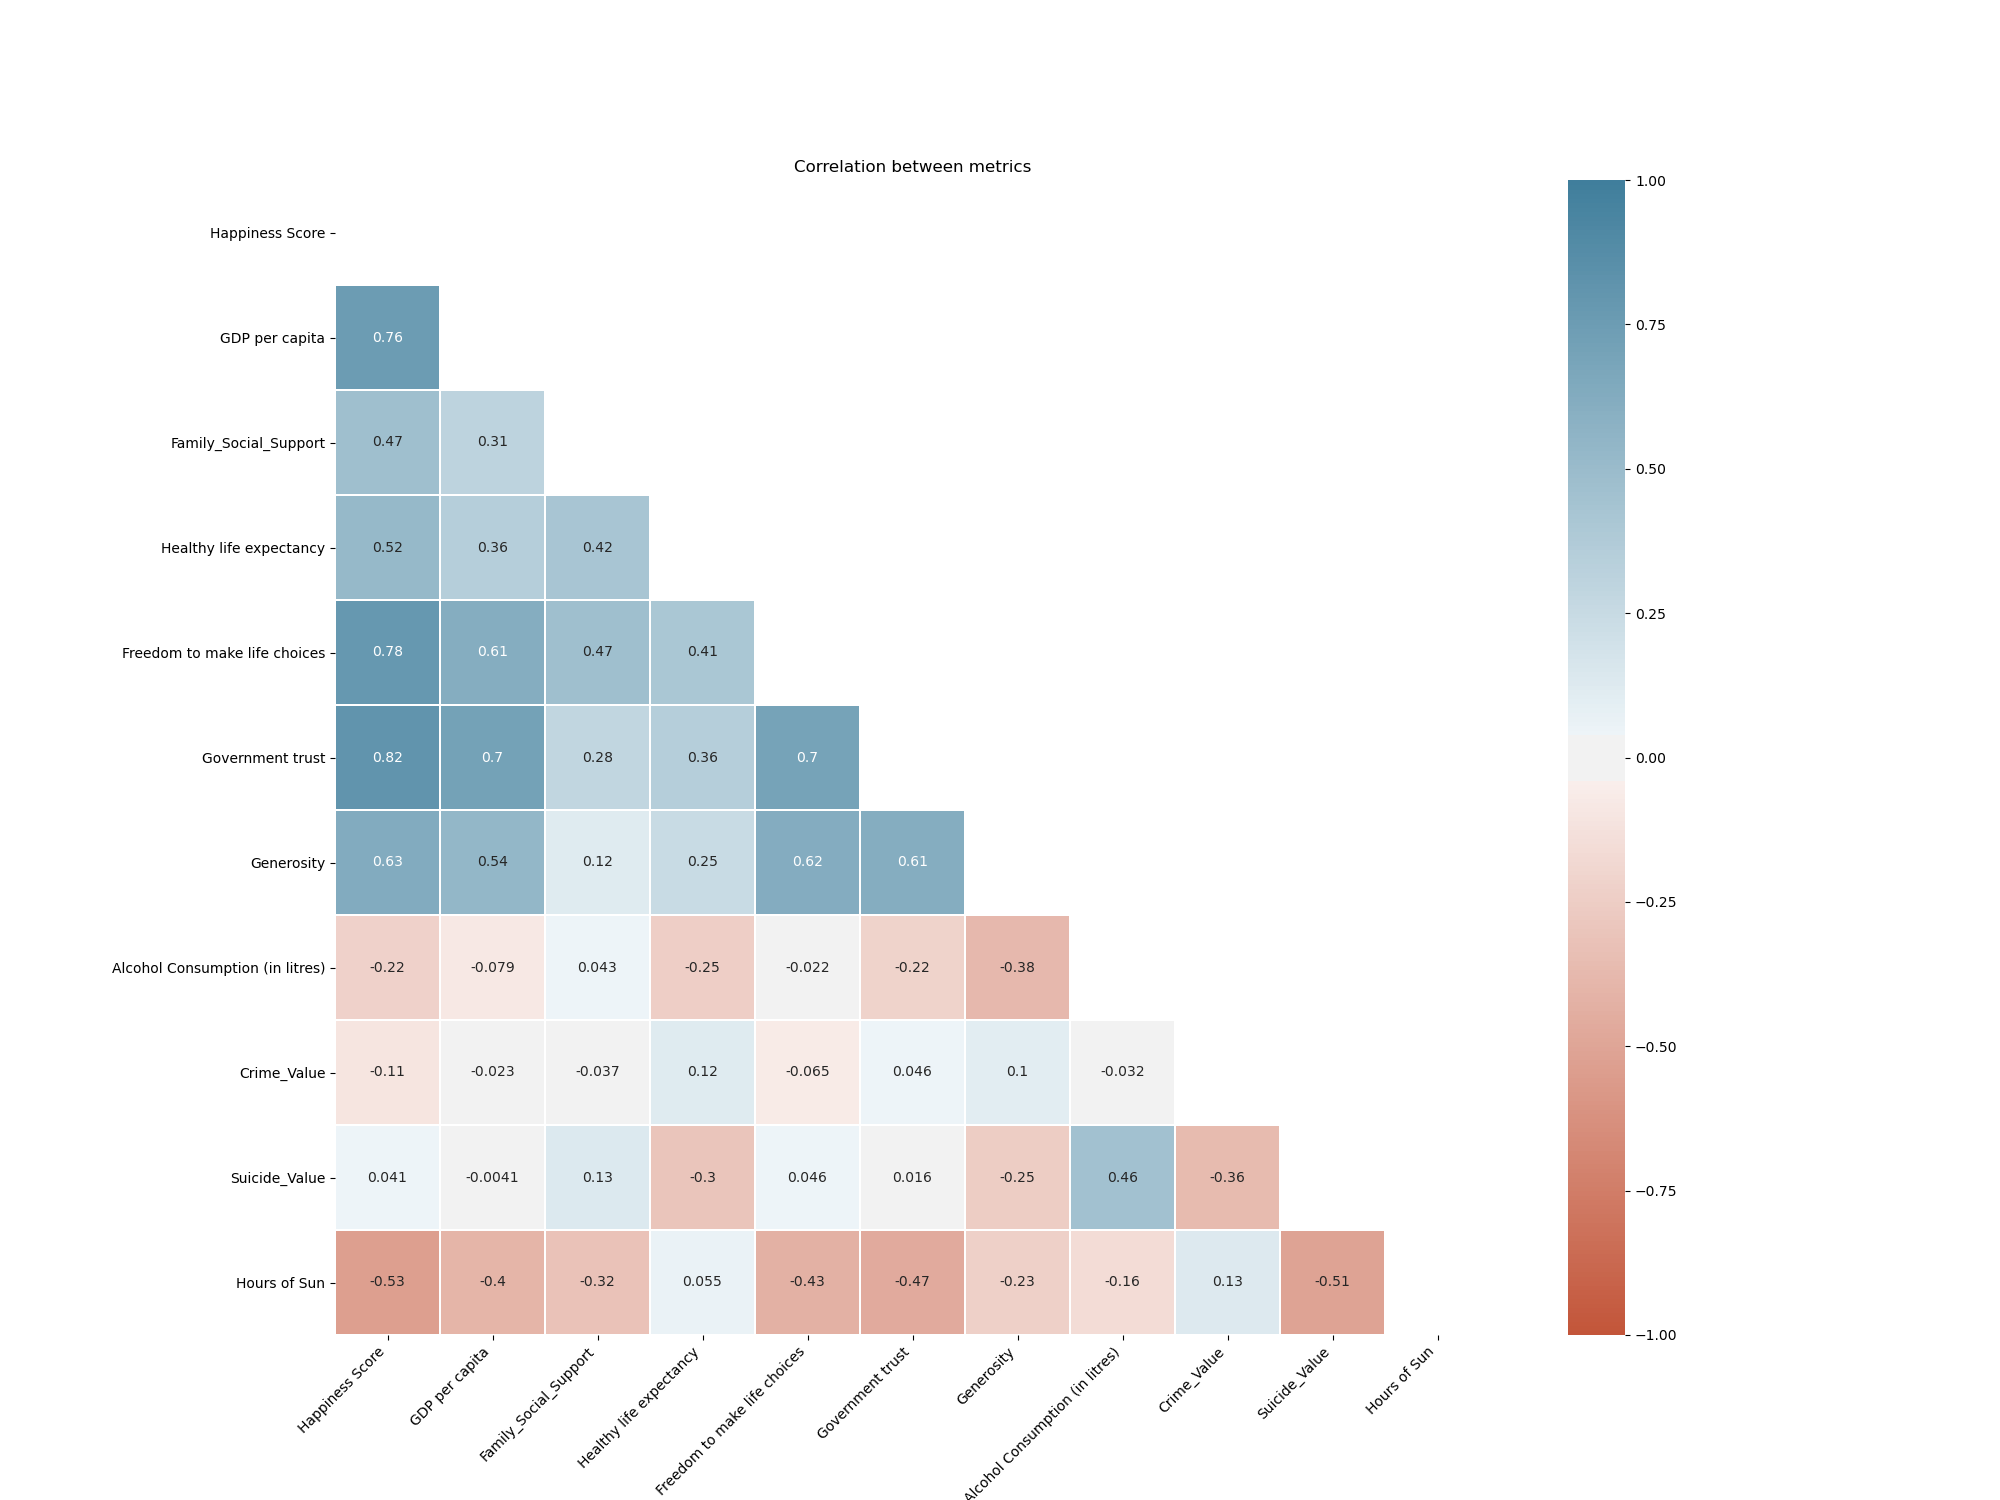 Correlation between metrics
Happiness Score
GDP per capita 0.76
Family_Social_Support 0.47 0.31
Healthy life expectancy 0.52 0.36 0.42
Freedom to make life choices 0.78 0.61 0.47 0.41
Government trust 0.82 0.7 0.28 0.36 0.7
Generosity 0.63 0.54 0.12 0.25 0.62 0.61
Alcohol Consumption (in litres) -0.22 -0.079 0.043 -0.25 -0.022 -0.22 -0.38
Crime_Value -0.11 -0.023 -0.037 0.12 -0.065 0.046 0.1 -0.032
Suicide_Value 0.041 -0.0041 0.13 -0.3 0.046 0.016 -0.25 0.46 -0.36
Hours of Sun -0.53 -0.4 -0.32 0.055 -0.43 -0.47 -0.23 -0.16 0.13 -0.51
Happiness Score
GDP per capita
Family_Social_Support
Healthy life expectancy
Freedom to make life choices
Government trust
Generosity
Alcohol Consumption (in litres)
Crime_Value
Suicide_Value
Hours of Sun
1.00
0.75
0.50
0.25
0.00
−0.25
−0.50
−0.75
−1.00